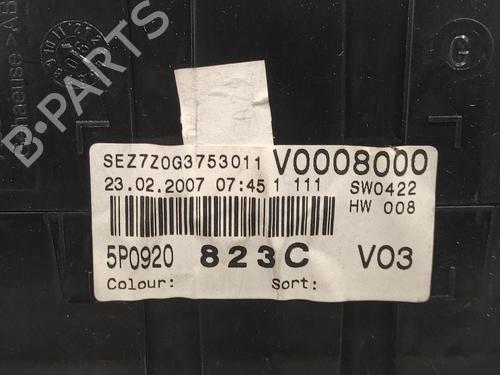 B-Parts
SEZ7Z0G3753011 V0008000
23.02.2007 07:45 1 111 SW0422
HW 008
5P0920 823C V03
Colour: Sort: